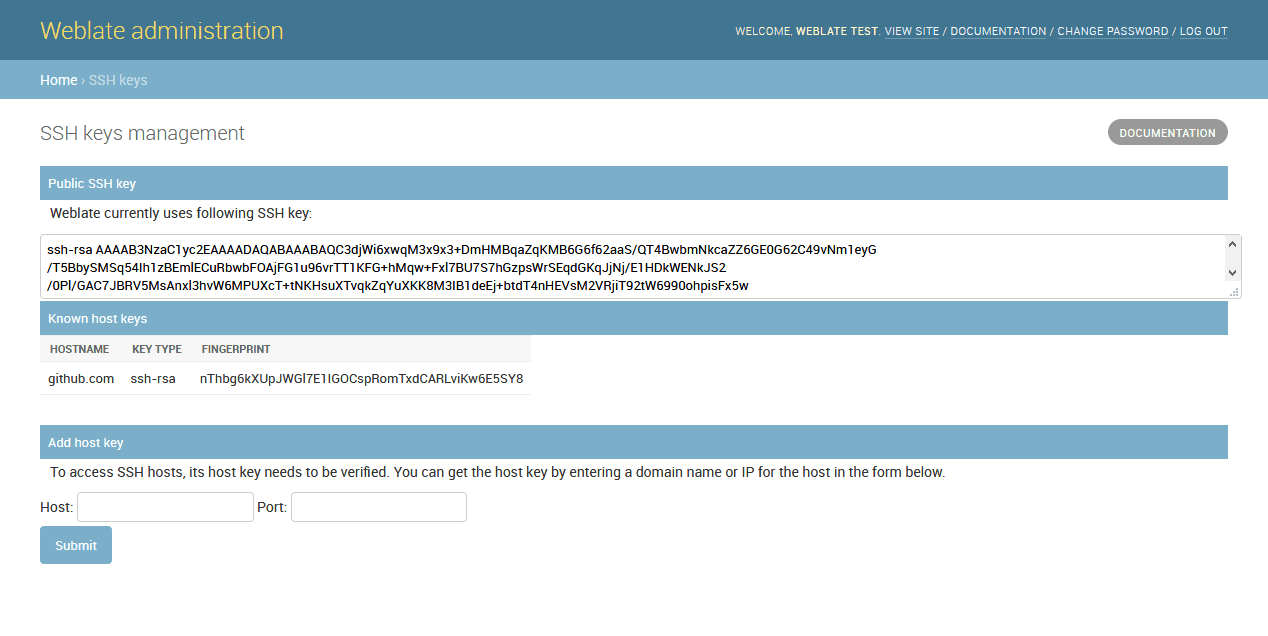 Weblate administration
WELCOME, WEBLATE TEST. VIEW SITE / DOCUMENTATION / CHANGE PASSWORD / LOG OUT
Home › SSH keys
SSH keys management
DOCUMENTATION
Public SSH key
Weblate currently uses following SSH key:
ssh-rsa AAAAB3NzaC1yc2EAAAADAQABAAABAQC3djWi6xwqM3x9x3+DmHMBqaZqKMB6G6f62aaS/QT4BwbmNkcaZZ6GE0G62C49vNm1eyG
/T5BbySMSq54Ih1zBEmlECuRbwbFOAjFG1u96vrTT1KFG+hMqw+Fxl7BU7S7hGzpsWrSEqdGKqJjNj/E1HDkWENkJS2
/0Pl/GAC7JBRV5MsAnxl3hvW6MPUXcT+tNKHsuXTvqkZqYuXKK8M3IB1deEj+btdT4nHEVsM2VRjiT92tW6990ohpisFx5w
Known host keys
HOSTNAME KEY TYPE FINGERPRINT
github.com ssh-rsa nThbg6kXUpJWGl7E1IGOCspRomTxdCARLviKw6E5SY8
Add host key
To access SSH hosts, its host key needs to be verified. You can get the host key by entering a domain name or IP for the host in the form below.
Host: Port:
Submit